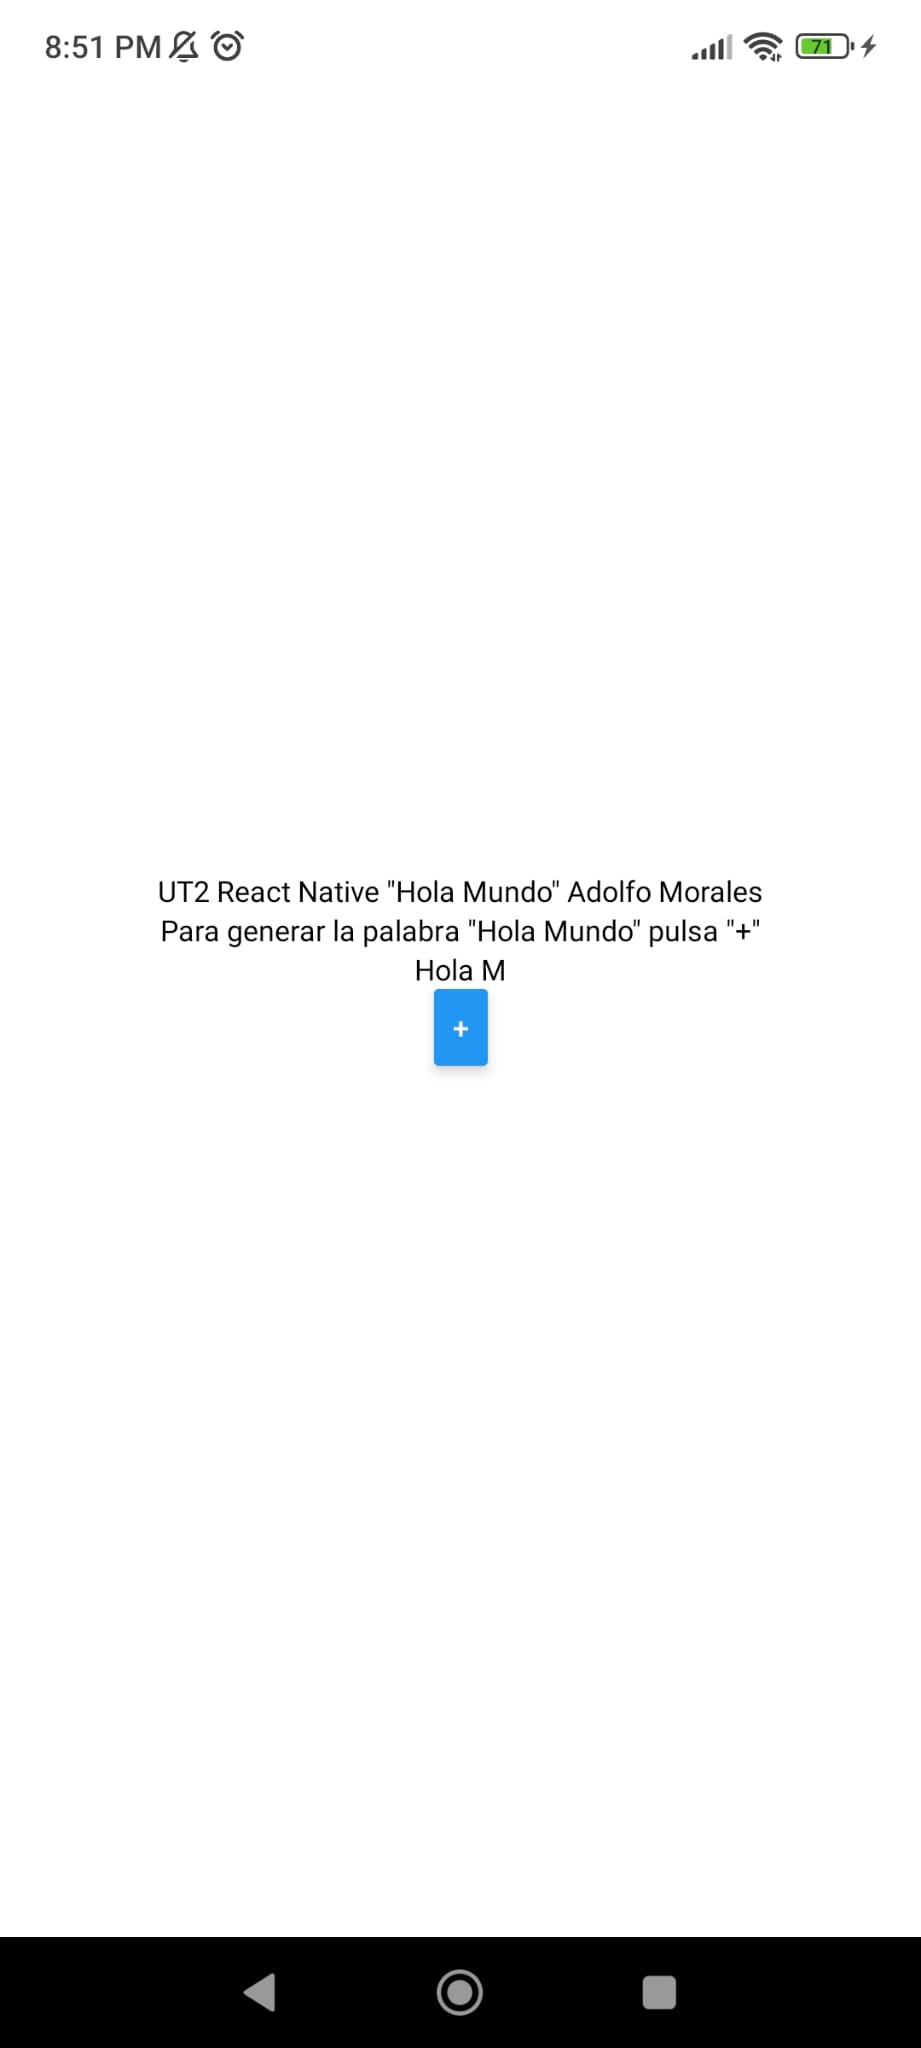 8:51 PM
71
UT2 React Native "Hola Mundo" Adolfo Morales
Para generar la palabra "Hola Mundo" pulsa "+"
Hola M
+